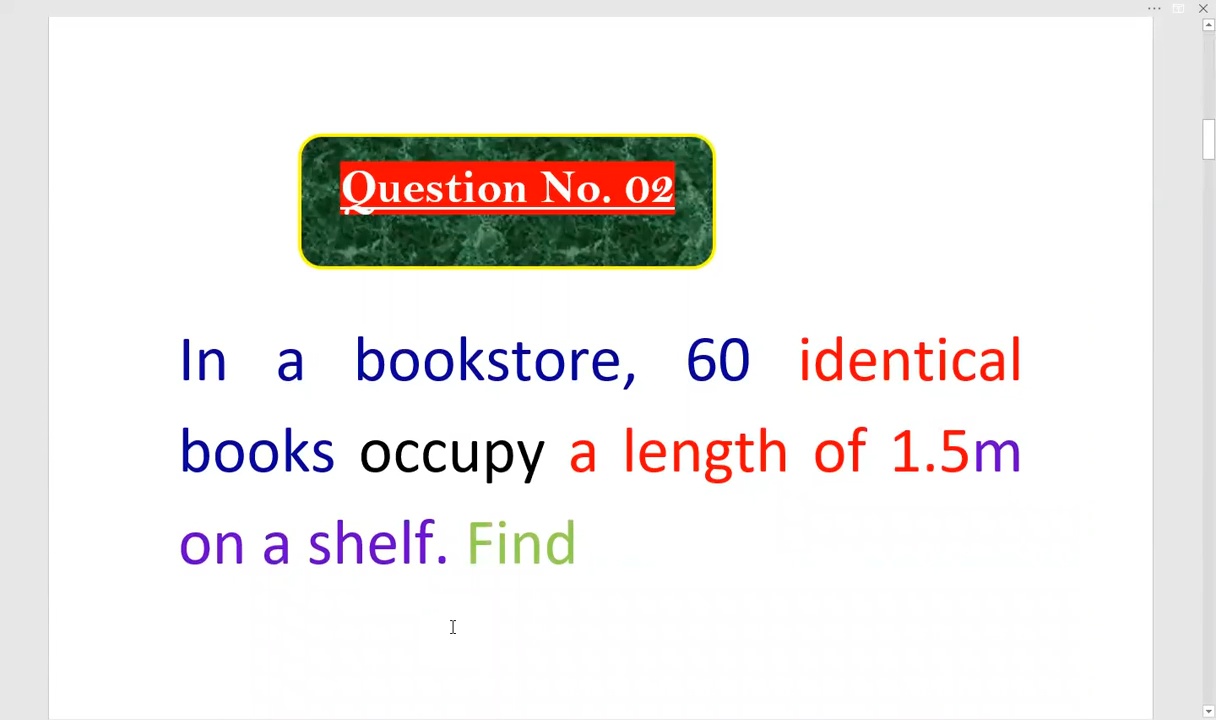 Question No. 02
In a bookstore, 60 identical
books occupy a length of 1.5m
on a shelf. Find